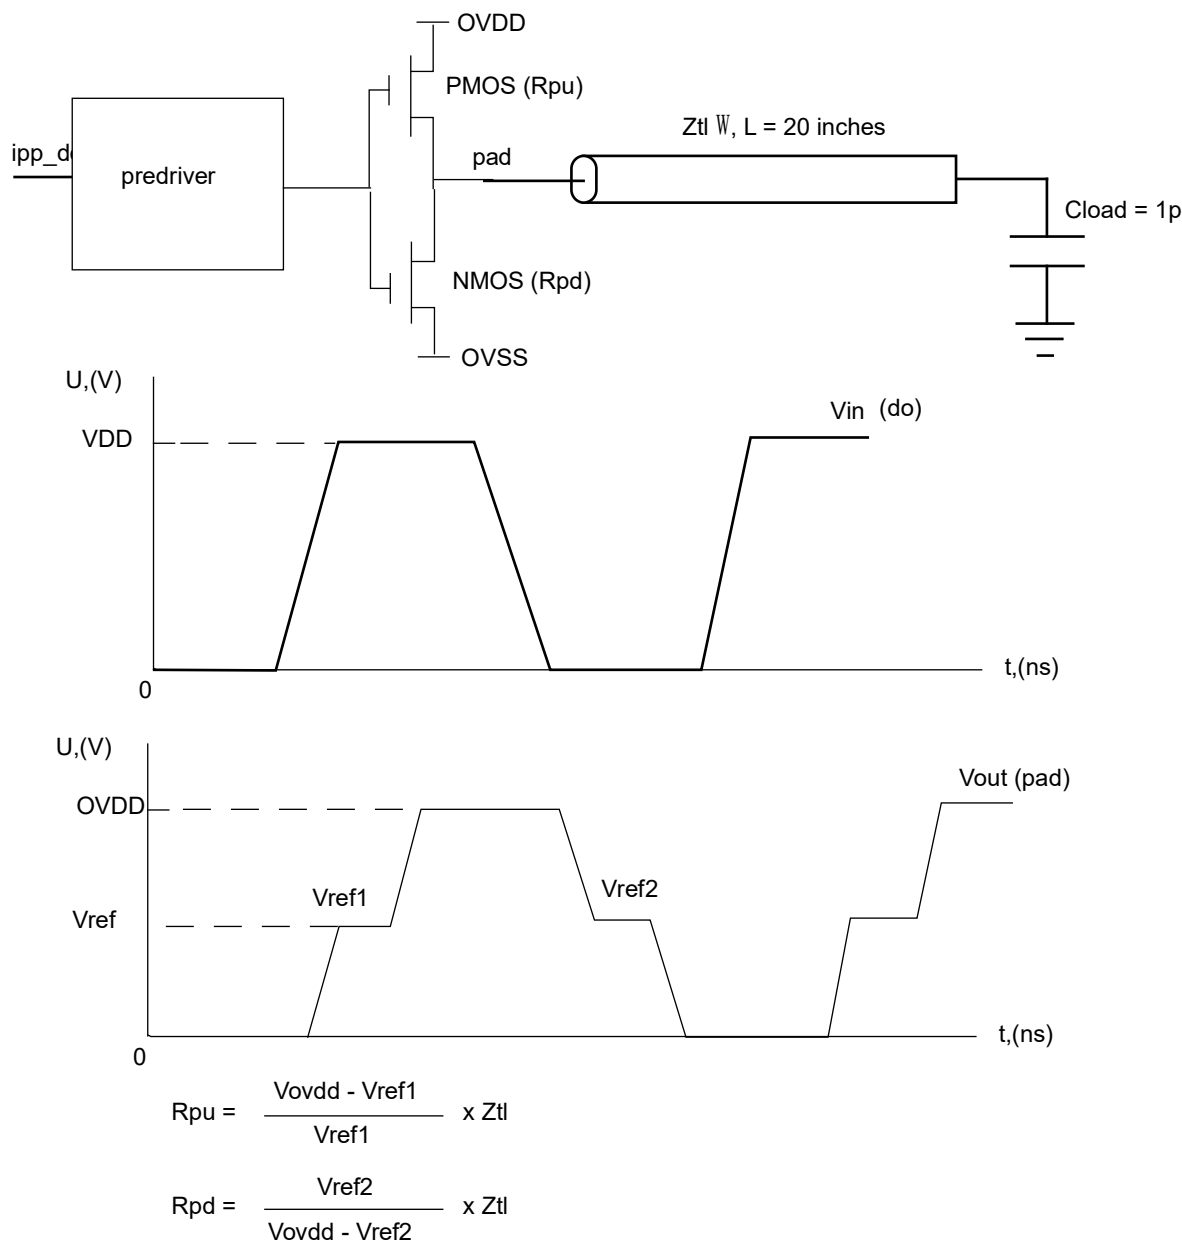 OVDD
PMOS (Rpu)
Ztl W, L = 20 inches
ipp_d
predriver
pad
Cload = 1p
NMOS (Rpd)
OVSS
U,(V)
VDD
Vin (do)
t,(ns)
0
U,(V)
OVDD
Vout (pad)
Vref1
Vref2
Vref
t,(ns)
0
Rpu = Vovdd - Vref1 x Ztl
Vref1
Rpd = Vref2 x Ztl
Vovdd - Vref2